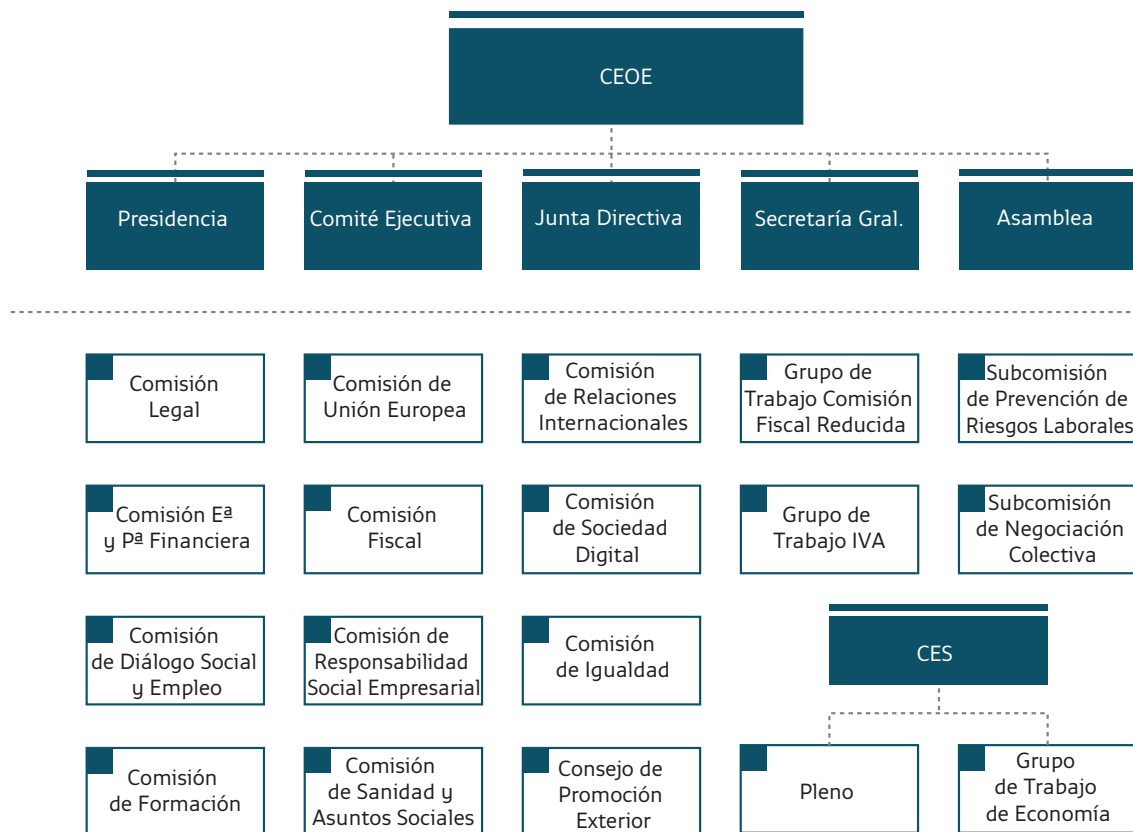 CEOE
Presidencia
Comité Ejecutiva
Junta Directiva
Secretaría Gral.
Asamblea
Comisión
Legal
Comisión de
Unión Europea
Comisión
de Relaciones
Internacionales
Grupo de
Trabajo Comisión
Fiscal Reducida
Subcomisión
de Prevención de
Riesgos Laborales
Comisión Eª
y Pª Financiera
Comisión
Fiscal
Comisión
de Sociedad
Digital
Grupo de
Trabajo IVA
Subcomisión
de Negociación
Colectiva
Comisión
de Diálogo Social
y Empleo
Comisión de
Responsabilidad
Social Empresarial
Comisión
de Igualdad
CES
Comisión
de Formación
Comisión
de Sanidad y
Asuntos Sociales
Consejo de
Promoción
Exterior
Pleno
Grupo
de Trabajo
de Economía